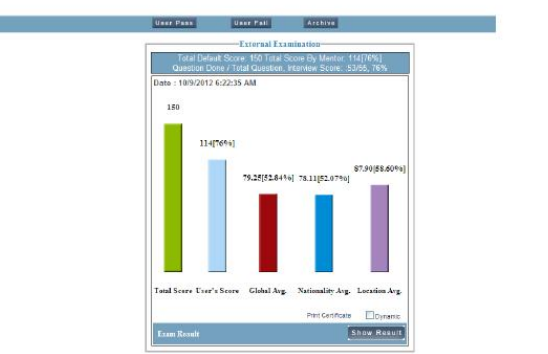 User Pass User Fail Archive
External Examination
Total Default Score: 150 Total Score By Mentor: 114[76%]
Question Done / Total Question, Interview Score: :53/55, 76%
Date : 10/9/2012 6:22:35 AM
150
114[76%]
79.25[52.84%] 78.11[52.07%] 87.90[58.60%]
Total Score User's Score Global Avg. Nationality Avg. Location Avg.
Print Certificate Dynamic
Exam Result Show Result